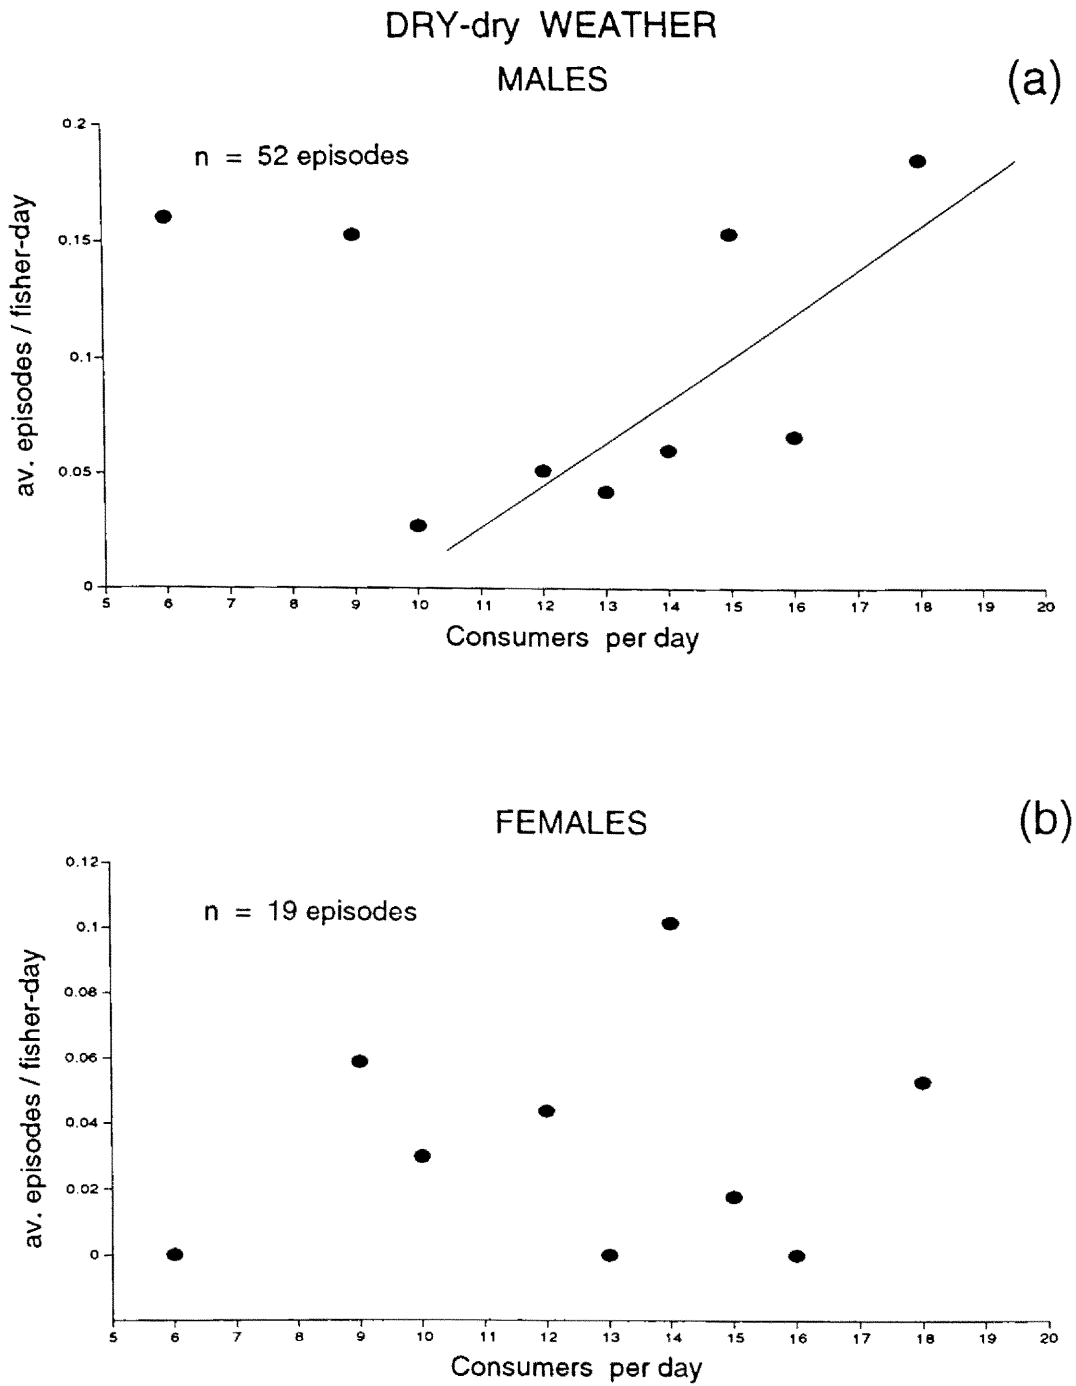 DRY-dry WEATHER
MALES
(a)
n = 52 episodes
av. episodes / fisher-day
0.2
0.15
0.1
0.05
0
5 6 7 8 9 10 11 12 13 14 15 16 17 18 19 20
Consumers per day
FEMALES
(b)
n = 19 episodes
av. episodes / fisher-day
0.12
0.1
0.08
0.06
0.04
0.02
0
5 6 7 8 9 10 11 12 13 14 15 16 17 18 19 20
Consumers per day